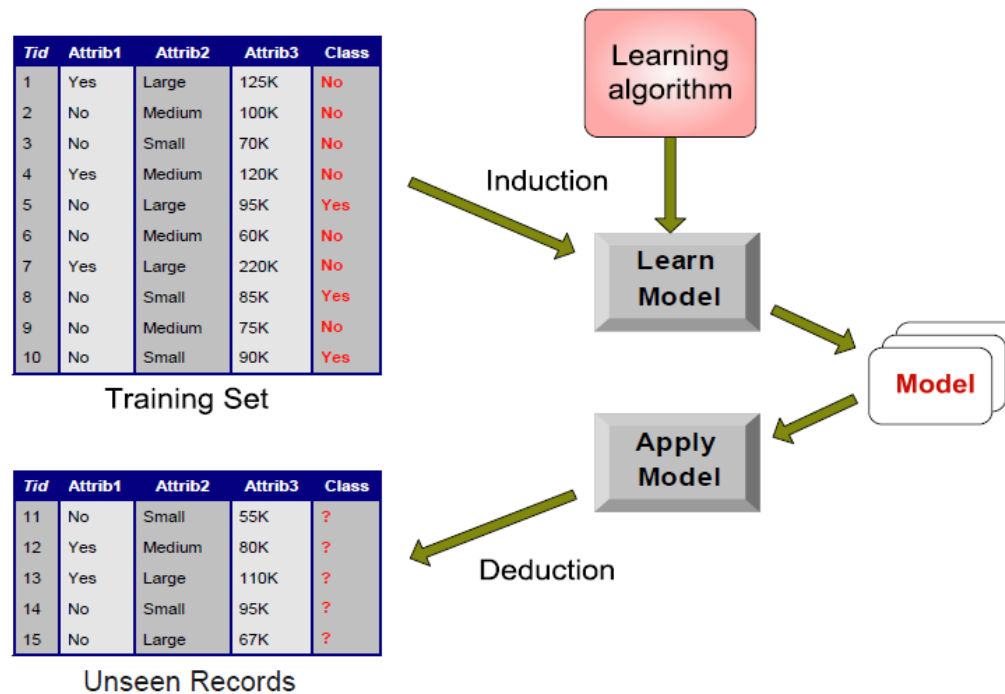 Tid Attrib1 Attrib2 Attrib3 Class
1 Yes Large 125K No
2 No Medium 100K No
3 No Small 70K No
4 Yes Medium 120K No
5 No Large 95K Yes
6 No Medium 60K No
7 Yes Large 220K No
8 No Small 85K Yes
9 No Medium 75K No
10 No Small 90K Yes
Training Set
Learning
algorithm
Induction
Learn
Model
Model
Apply
Model
Deduction
Tid Attrib1 Attrib2 Attrib3 Class
11 No Small 55K ?
12 Yes Medium 80K ?
13 Yes Large 110K ?
14 No Small 95K ?
15 No Large 67K ?
Unseen Records